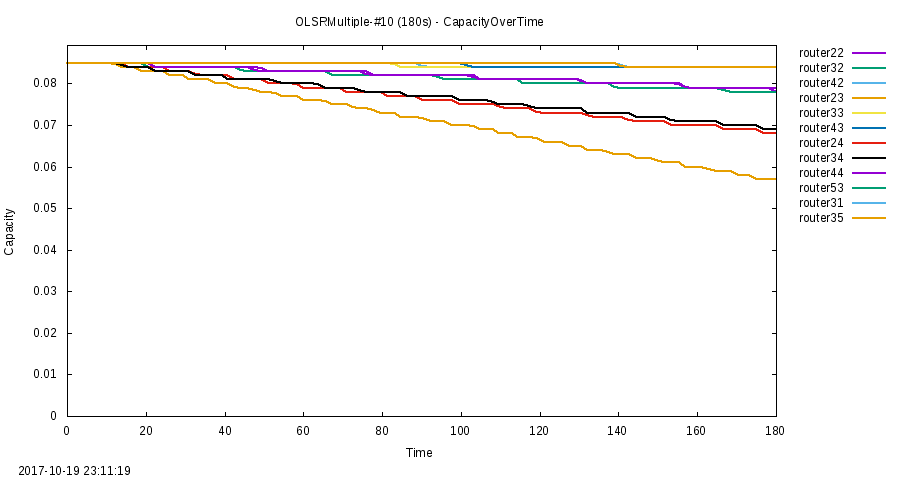 OLSRMultiple-#10 (180s) - CapacityOverTime
router22
router32
router42
router23
router33
router43
router24
router34
router44
router53
router31
router35
0.08
0.07
0.06
0.05
0.04
0.03
0.02
0.01
0
Capacity
0 20 40 60 80 100 120 140 160 180
Time
2017-10-19 23:11:19